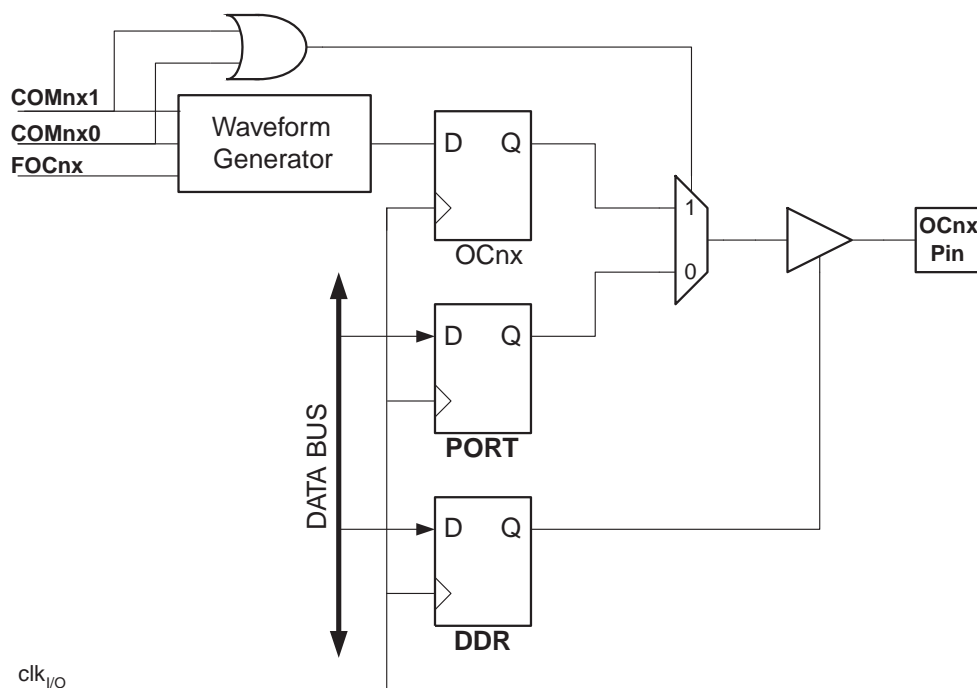 COMnx1
COMnx0
FOCnx
Waveform
Generator
D Q
OCnx
1
0
OCnx
Pin
D Q
PORT
DATA BUS
D Q
DDR
clkI/O